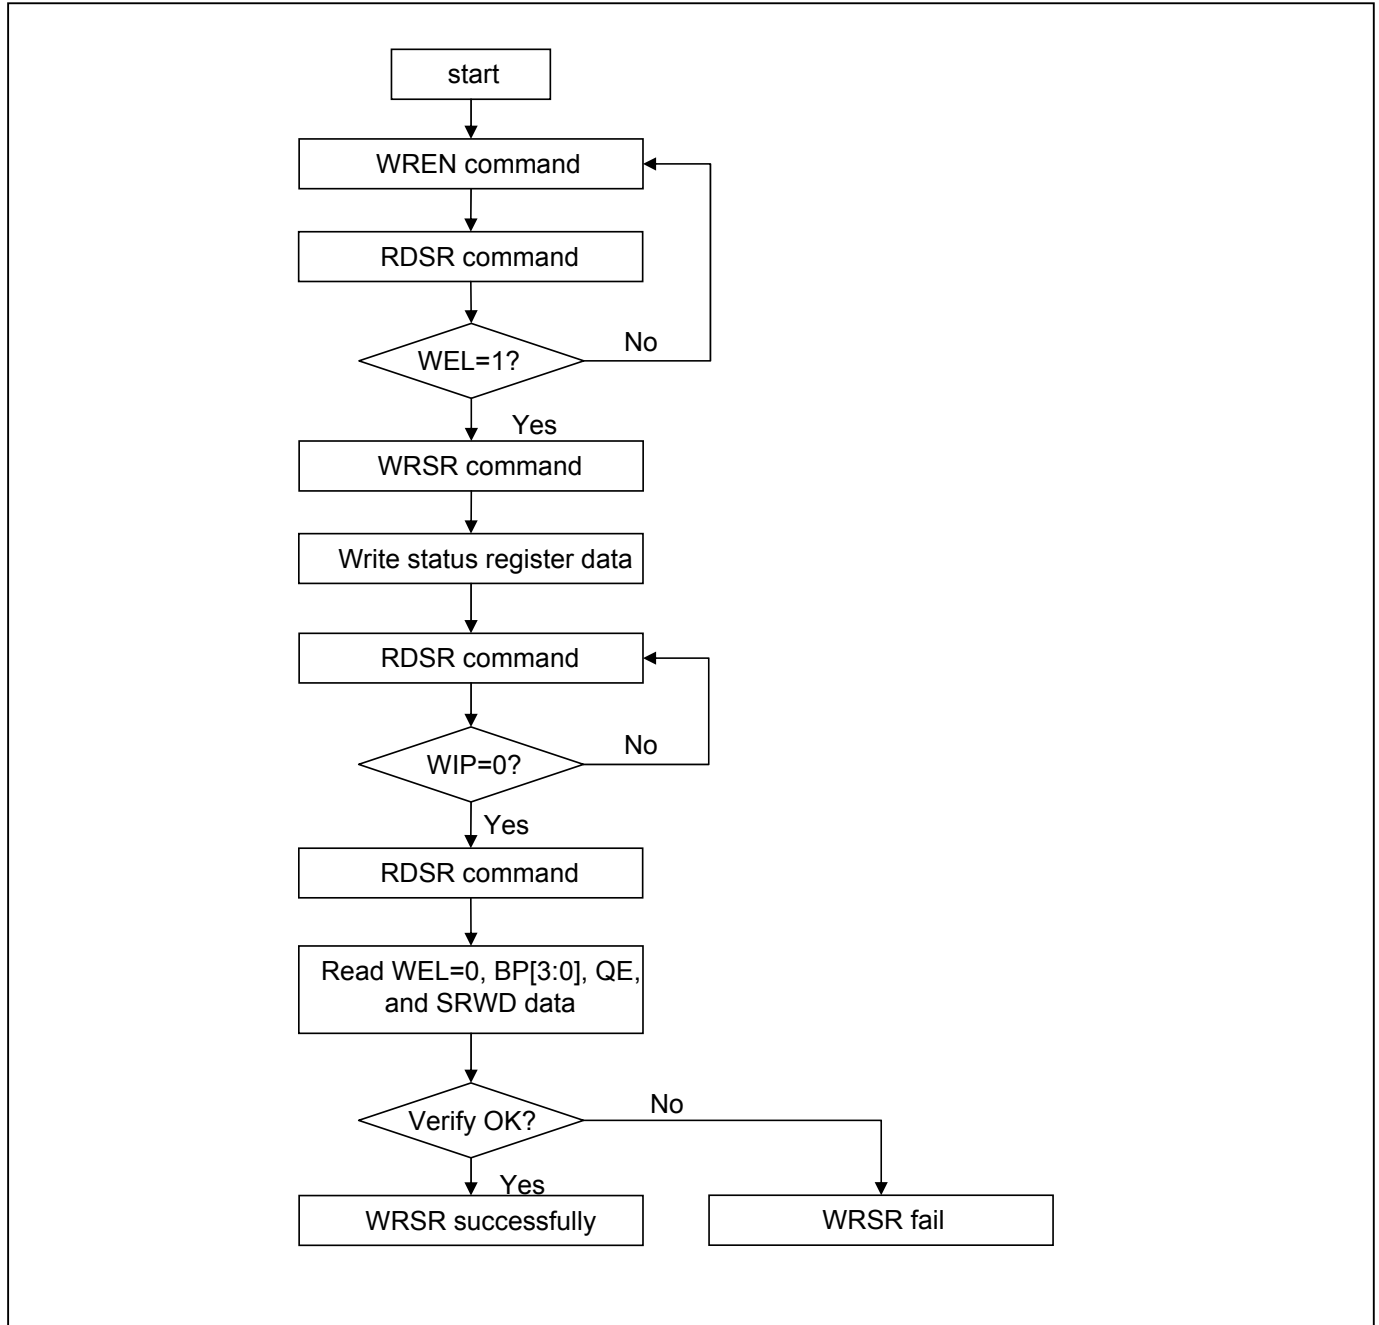 start
WREN command
RDSR command
WEL=1?
No
Yes
WRSR command
Write status register data
RDSR command
WIP=0?
No
Yes
RDSR command
Read WEL=0, BP[3:0], QE,
and SRWD data
Verify OK?
No
Yes
WRSR successfully
WRSR fail